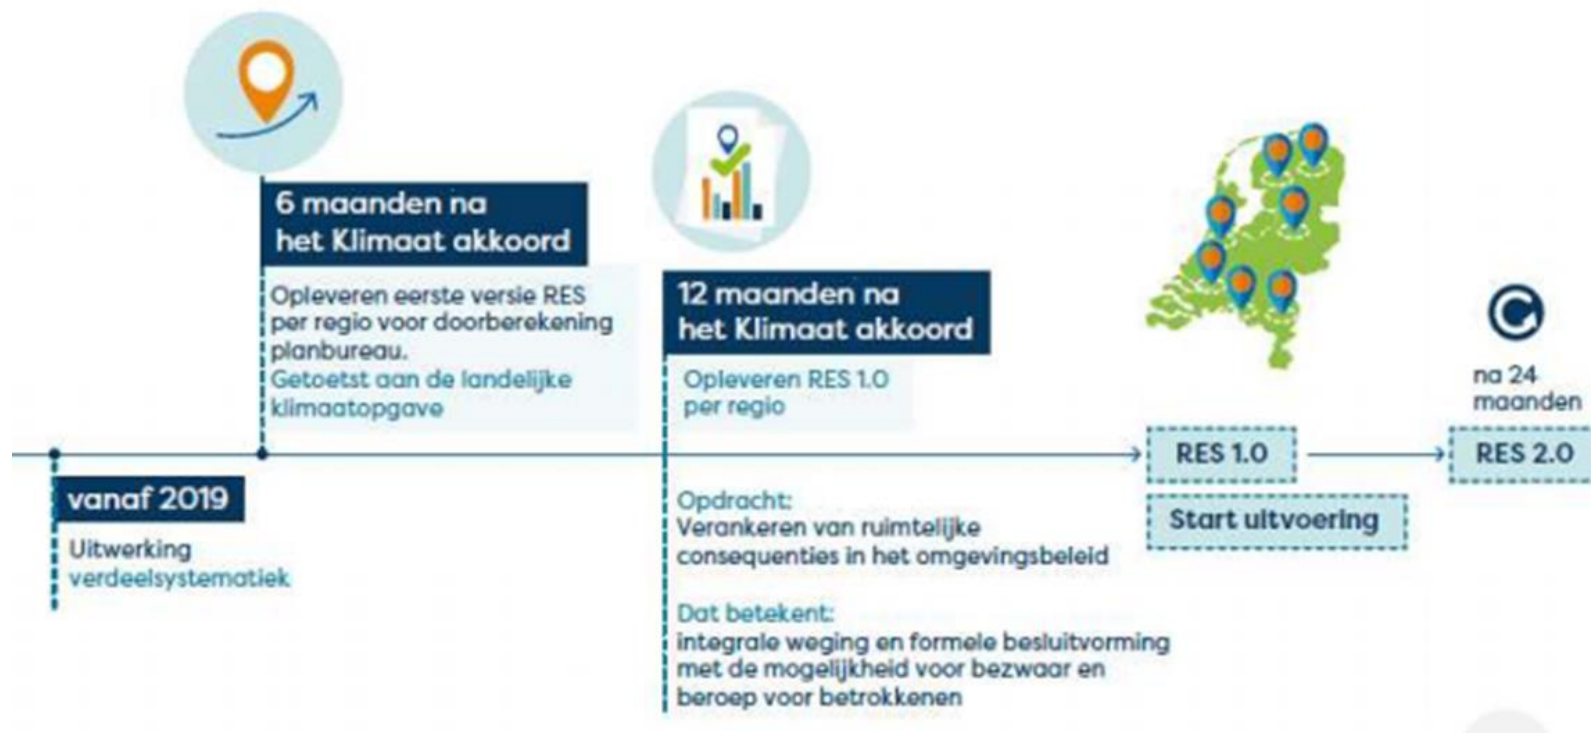 6 maanden na
het Klimaat akkoord
Opleveren eerste versie RES
per regio voor doorberekening
planbureau.
Getoetst aan de landelijke
klimaatopgave
12 maanden na
het Klimaat akkoord
Opleveren RES 1.0
per regio
na 24
maanden
RES 1.0
RES 2.0
vanaf 2019
Uitwerking
verdeelsystematiek
Opdracht:
Verankeren van ruimtelijke
consequenties in het omgevingsbeleid
Start uitvoering
Dat betekent:
integrale weging en formele besluitvorming
met de mogelijkheid voor bezwaar en
beroep voor betrokkenen